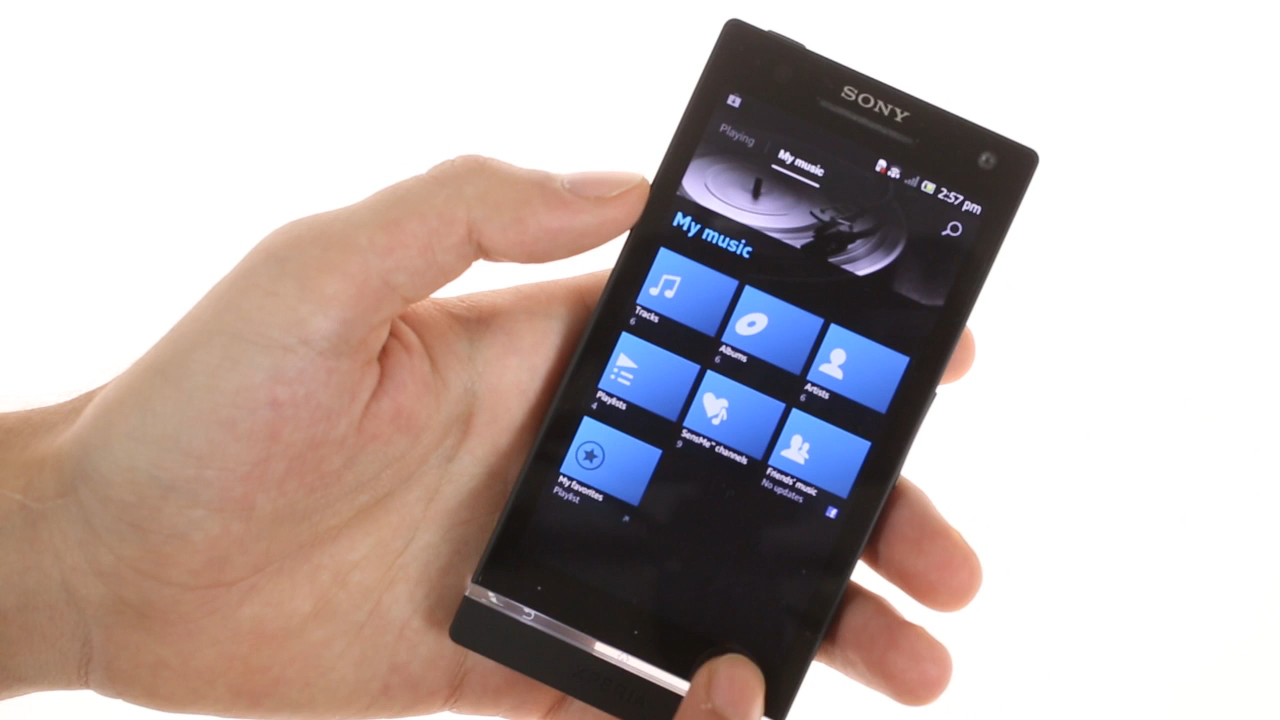 SONY
2:57 pm
Playing
My music
My music
Tracks
6
Albums
6
Artists
6
Playlists
4
SensMe™ channels
9
Friends' music
No updates
My favorites
Playlist
XPERIA